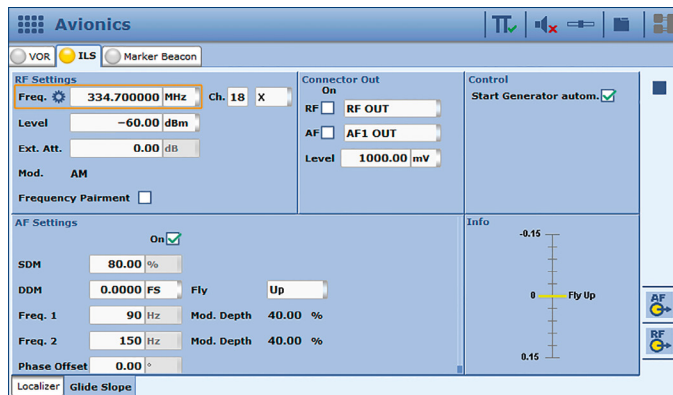 Avionics
VOR ILS Marker Beacon
RF Settings
Freq. 334.700000 MHz Ch. 18 X
Level -60.00 dBm
Ext. Att. 0.00 dB
Mod. AM
Frequency Pairment
Connector Out
On
RF RF OUT
AF AF1 OUT
Level 1000.00 mV
Control
Start Generator autom.
AF Settings
On
SDM 80.00 %
DDM 0.0000 FS Fly Up
Freq. 1 90 Hz Mod. Depth 40.00 %
Freq. 2 150 Hz Mod. Depth 40.00 %
Phase Offset 0.00 °
Info
-0.15
0 Fly Up
0.15
AF
RF
Localizer Glide Slope